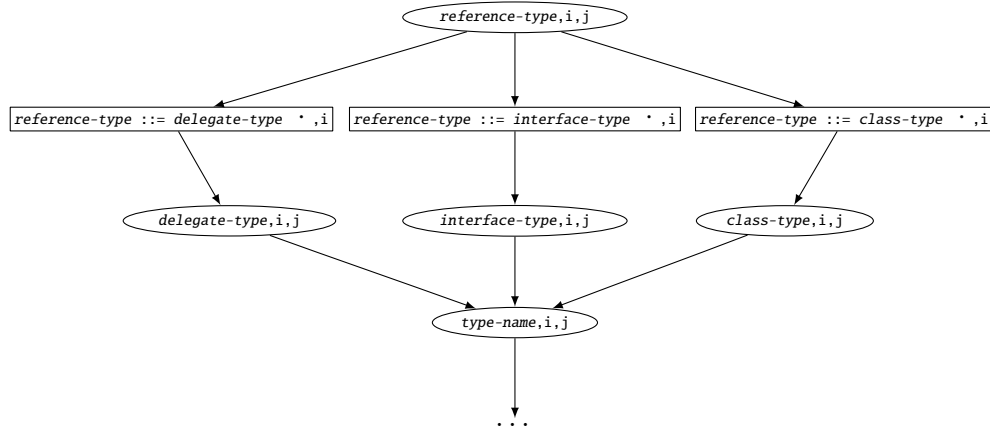 reference-type,i,j
reference-type ::= delegate-type · ,i
reference-type ::= interface-type · ,i
reference-type ::= class-type · ,i
delegate-type,i,j
interface-type,i,j
class-type,i,j
type-name,i,j
...